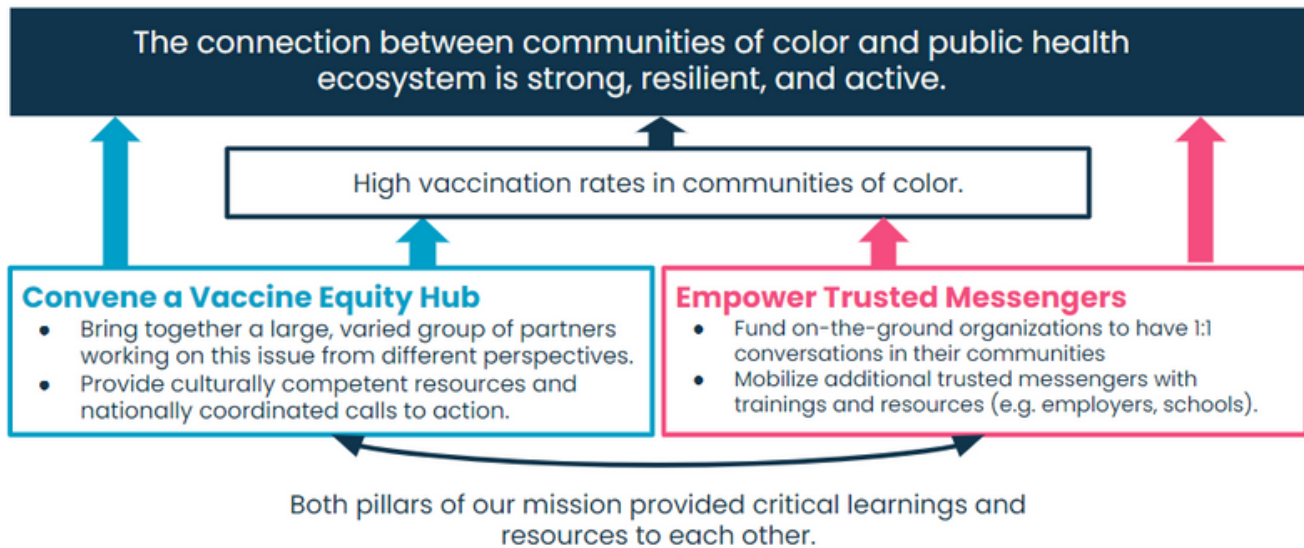 The connection between communities of color and public health
ecosystem is strong, resilient, and active.
High vaccination rates in communities of color.
Convene a Vaccine Equity Hub
● Bring together a large, varied group of partners
working on this issue from different perspectives.
● Provide culturally competent resources and
nationally coordinated calls to action.
Empower Trusted Messengers
● Fund on-the-ground organizations to have 1:1
conversations in their communities
● Mobilize additional trusted messengers with
trainings and resources (e.g. employers, schools).
Both pillars of our mission provided critical learnings and
resources to each other.